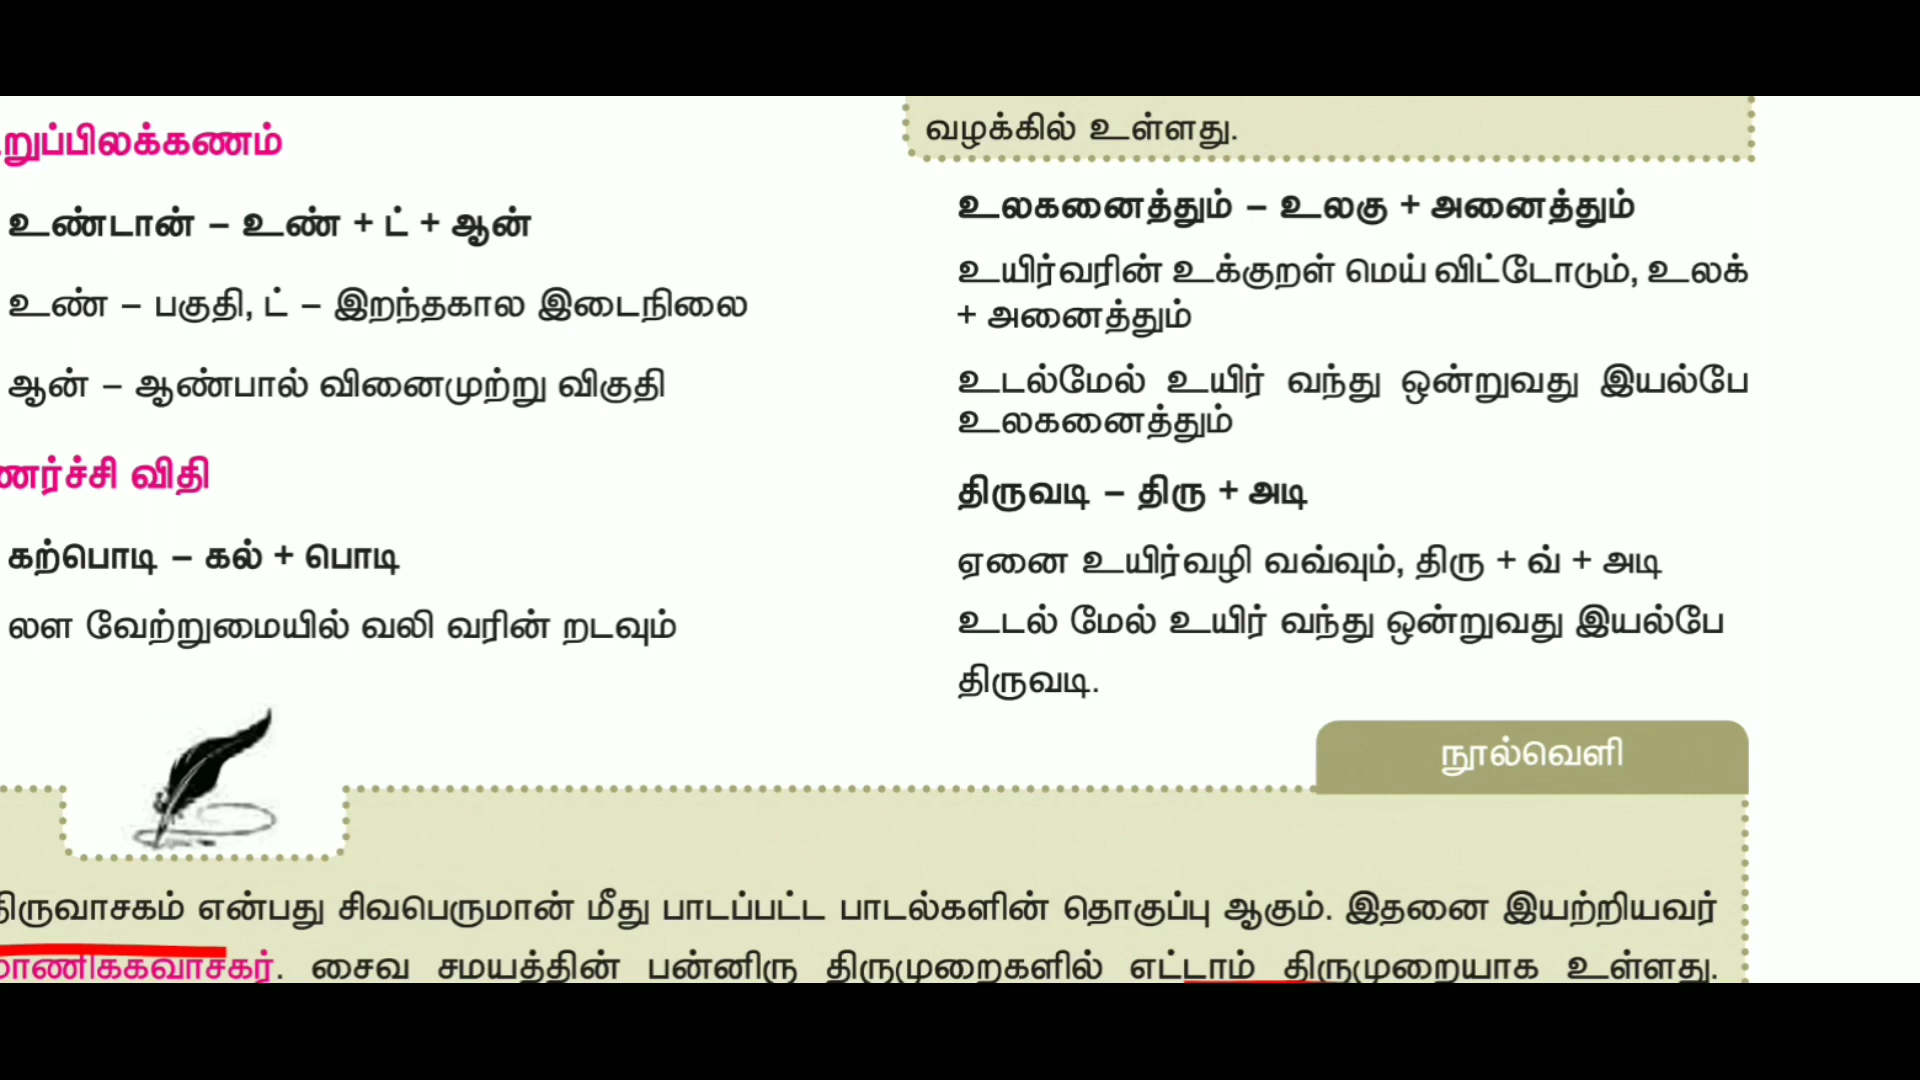 றுப்பிலக்கணம்
உண்டான் – உண் + ட் + ஆன்
உண் – பகுதி, ட் – இறந்தகால இடைநிலை
ஆன் – ஆண்பால் வினைமுற்று விகுதி
ணர்ச்சி விதி
கற்பொடி – கல் + பொடி
லள வேற்றுமையில் வலி வரின் றடவும்
வழக்கில் உள்ளது.
உலகனைத்தும் – உலகு + அனைத்தும்
உயிர்வரின் உக்குறள் மெய் விட்டோடும், உலக்
+ அனைத்தும்
உடல்மேல் உயிர் வந்து ஒன்றுவது இயல்பே
உலகனைத்தும்
திருவடி – திரு + அடி
ஏனை உயிர்வழி வவ்வும், திரு + வ் + அடி
உடல் மேல் உயிர் வந்து ஒன்றுவது இயல்பே
திருவடி.
நூல்வெளி
திருவாசகம் என்பது சிவபெருமான் மீது பாடப்பட்ட பாடல்களின் தொகுப்பு ஆகும். இதனை இயற்றியவர்
மாணிக்கவாசகர். சைவ சமயத்தின் பன்னிரு திருமுறைகளில் எட்டாம் திருமுறையாக உள்ளது.